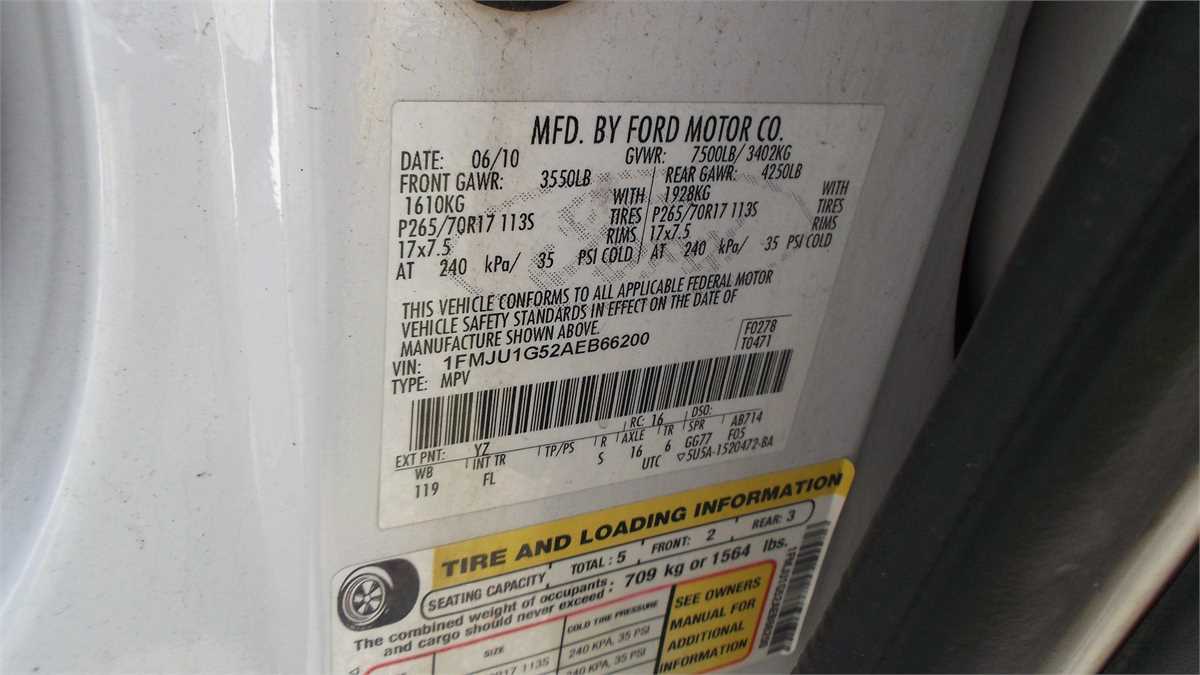 MFD. BY FORD MOTOR CO.
DATE: 06/10 GVWR: 7500LB/ 3402KG
FRONT GAWR: 3550LB REAR GAWR: 4250LB
1610KG WITH 1928KG WITH
P265/70R17 113S TIRES P265/70R17 113S TIRES
17x7.5 RIMS 17x7.5 RIMS
AT 240 kPa/ 35 PSI COLD AT 240 kPa/ 35 PSI COLD
THIS VEHICLE CONFORMS TO ALL APPLICABLE FEDERAL MOTOR
VEHICLE SAFETY STANDARDS IN EFFECT ON THE DATE OF
MANUFACTURE SHOWN ABOVE.
VIN: 1FMJU1G52AEB66200 F0278
TYPE: MPV T0471
EXT PNT: YZ RC: 16 DSO:
WB INT TR TP/PS R AXLE TR SPR AB714
119 FL S 16 6 GG77 F05
UTC ▽5U5A-1520472-BA
TIRE AND LOADING INFORMATION
SEATING CAPACITY TOTAL : 5 FRONT: 2 REAR: 3
The combined weight of occupants 709 kg or 1564 lbs.
and cargo should never exceed
SIZE COLD TIRE PRESSURE
113S 240 KPA, 35 PSI
240 KPA, 35 PSI
SEE OWNERS
MANUAL FOR
ADDITIONAL
INFORMATION